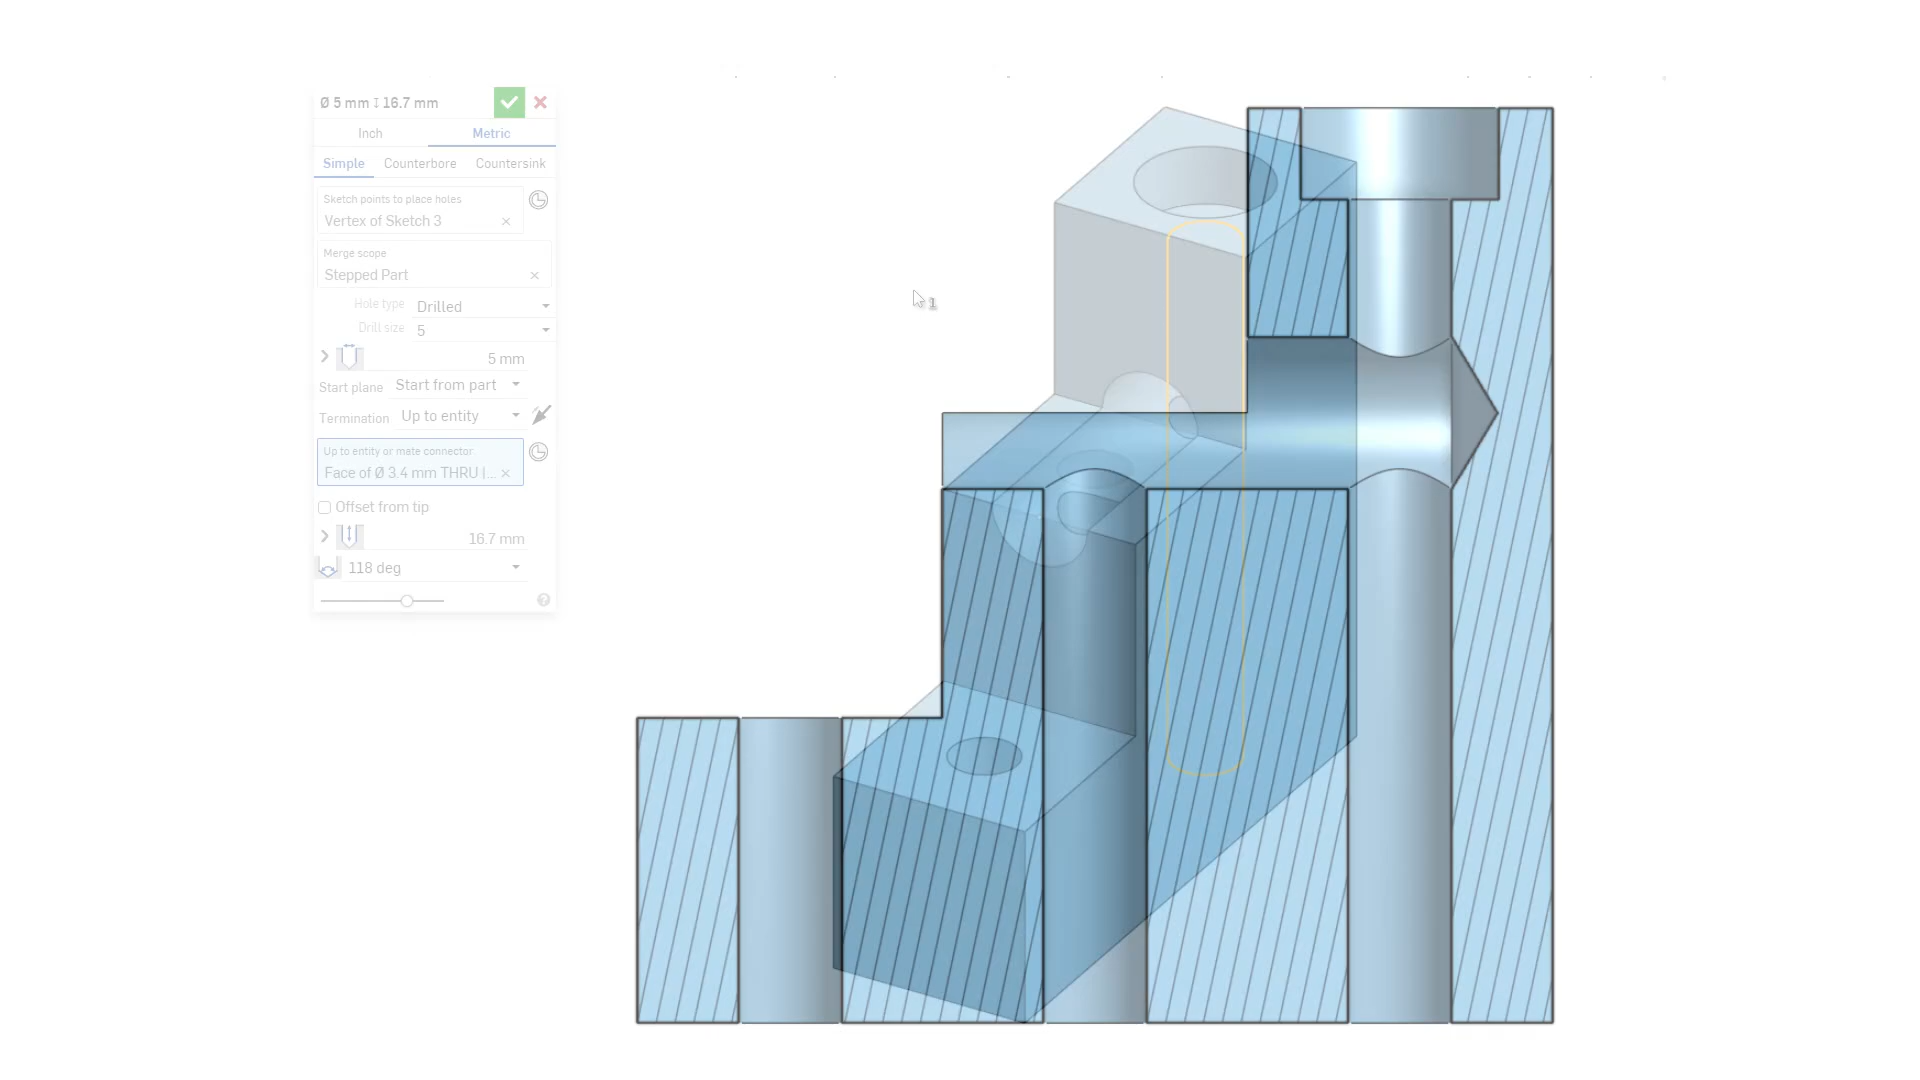 Ø 5 mm ↧ 16.7 mm
Inch Metric
Simple Counterbore Countersink
Sketch points to place holes
Vertex of Sketch 3
Merge scope
Stepped Part
Hole type Drilled
Drill size 5
5 mm
Start plane Start from part
Termination Up to entity
Up to entity or mate connector
Face of Ø 3.4 mm THRU |...
Offset from tip
16.7 mm
118 deg
1